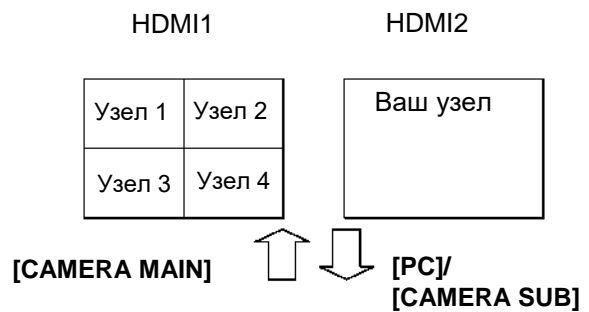 HDMI1 HDMI2
Узел 1 Узел 2 Ваш узел
Узел 3 Узел 4
[CAMERA MAIN] [PC]/
[CAMERA SUB]